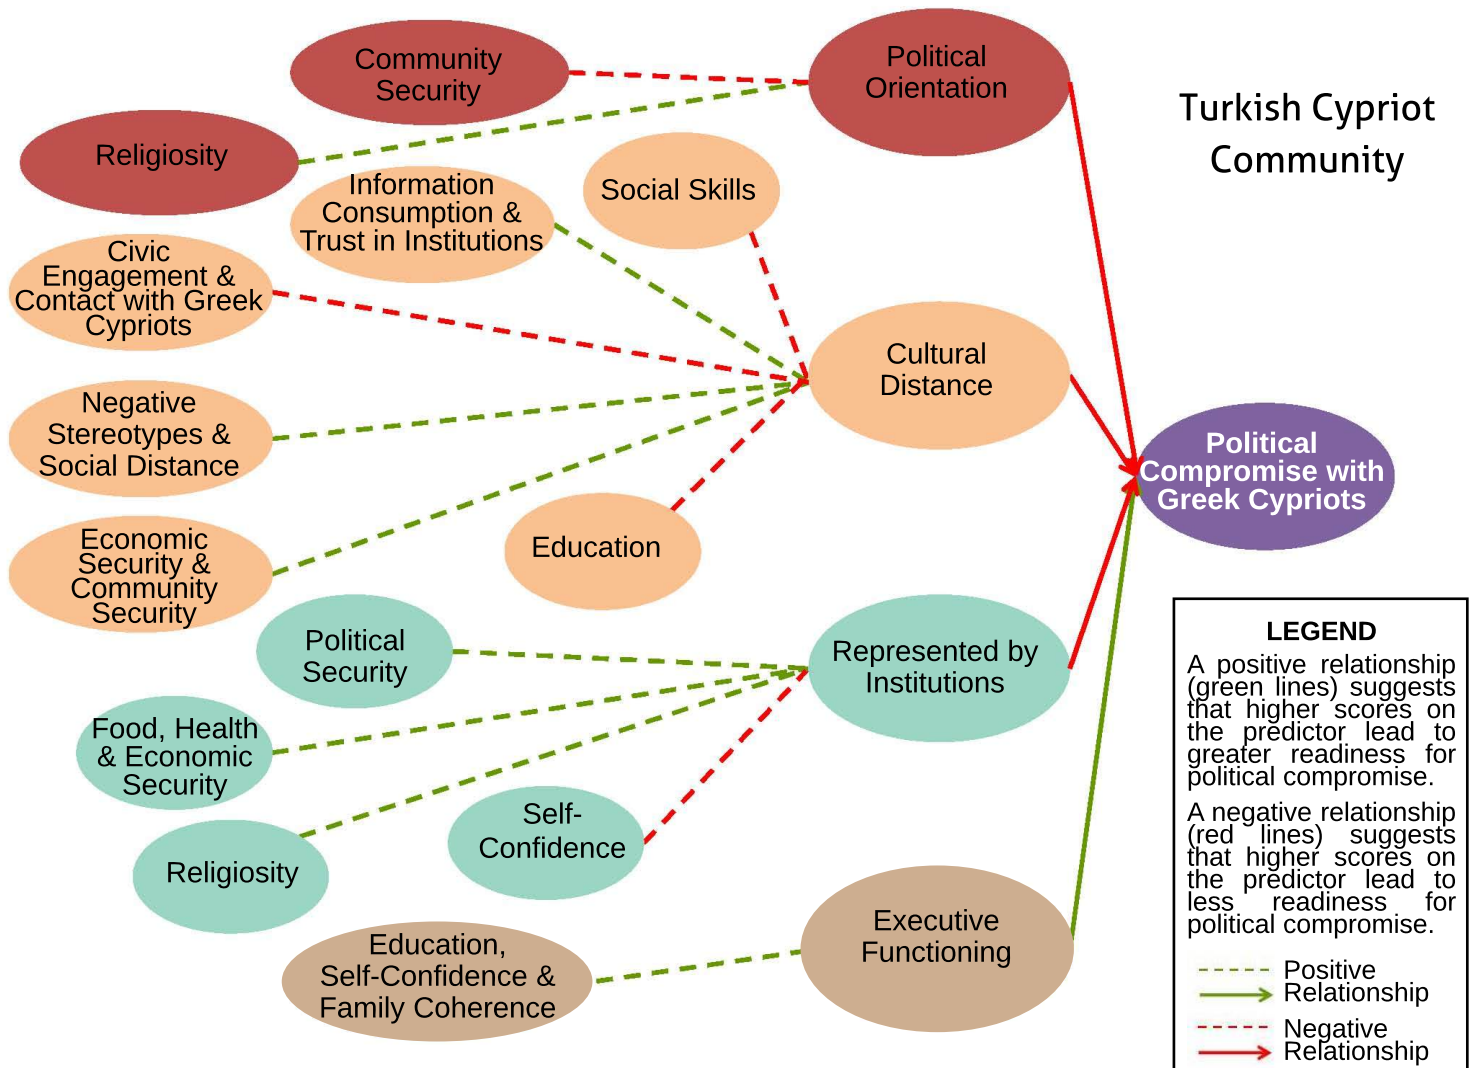 Community
Security
Political
Orientation
Turkish Cypriot
Community
Religiosity
Information
Consumption &
Trust in Institutions
Social Skills
Civic
Engagement &
Contact with Greek
Cypriots
Cultural
Distance
Negative
Stereotypes &
Social Distance
Political
Compromise with
Greek Cypriots
Economic
Security &
Community
Security
Education
Political
Security
Represented by
Institutions
Food, Health
& Economic
Security
Self-
Confidence
Religiosity
Education,
Self-Confidence &
Family Coherence
Executive
Functioning
LEGEND
A positive relationship
(green lines) suggests
that higher scores on
the predictor lead to
greater readiness for
political compromise.
A negative relationship
(red lines) suggests
that higher scores on
the predictor lead to
less readiness for
political compromise.
Positive
Relationship
Negative
Relationship